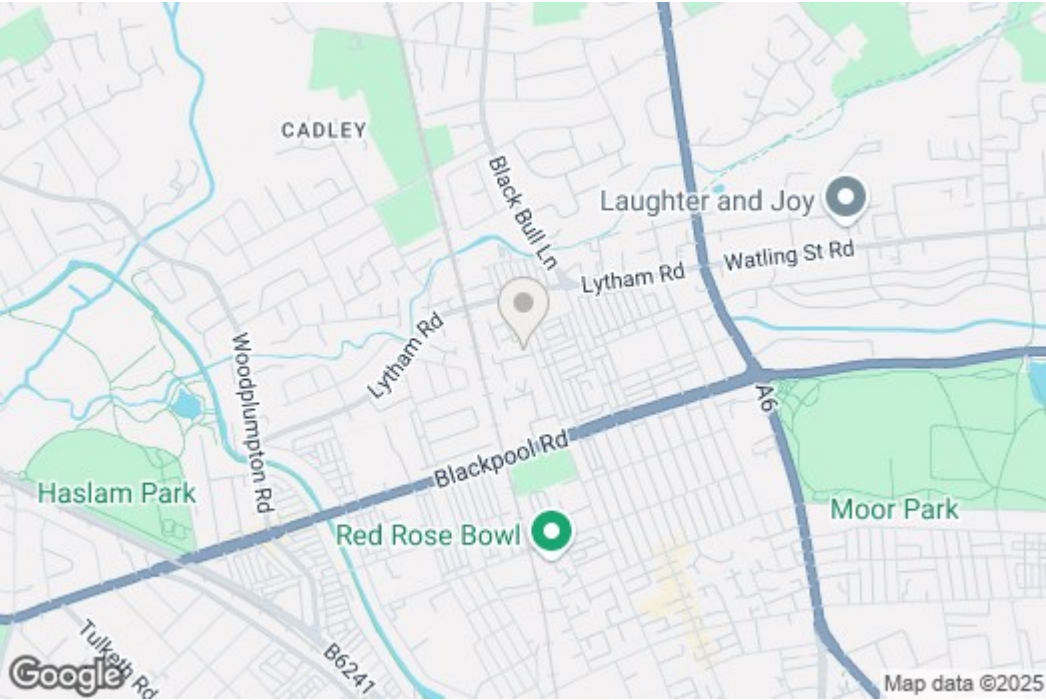 CADLEY
Black Bull Ln
Laughter and Joy
Watling St Rd
Lytham Rd
Lytham Rd
Woodplumpton Rd
A6
Blackpool Rd
Haslam Park
Moor Park
Red Rose Bowl
Tulketh Rd
B6241
Google
Map data ©2025